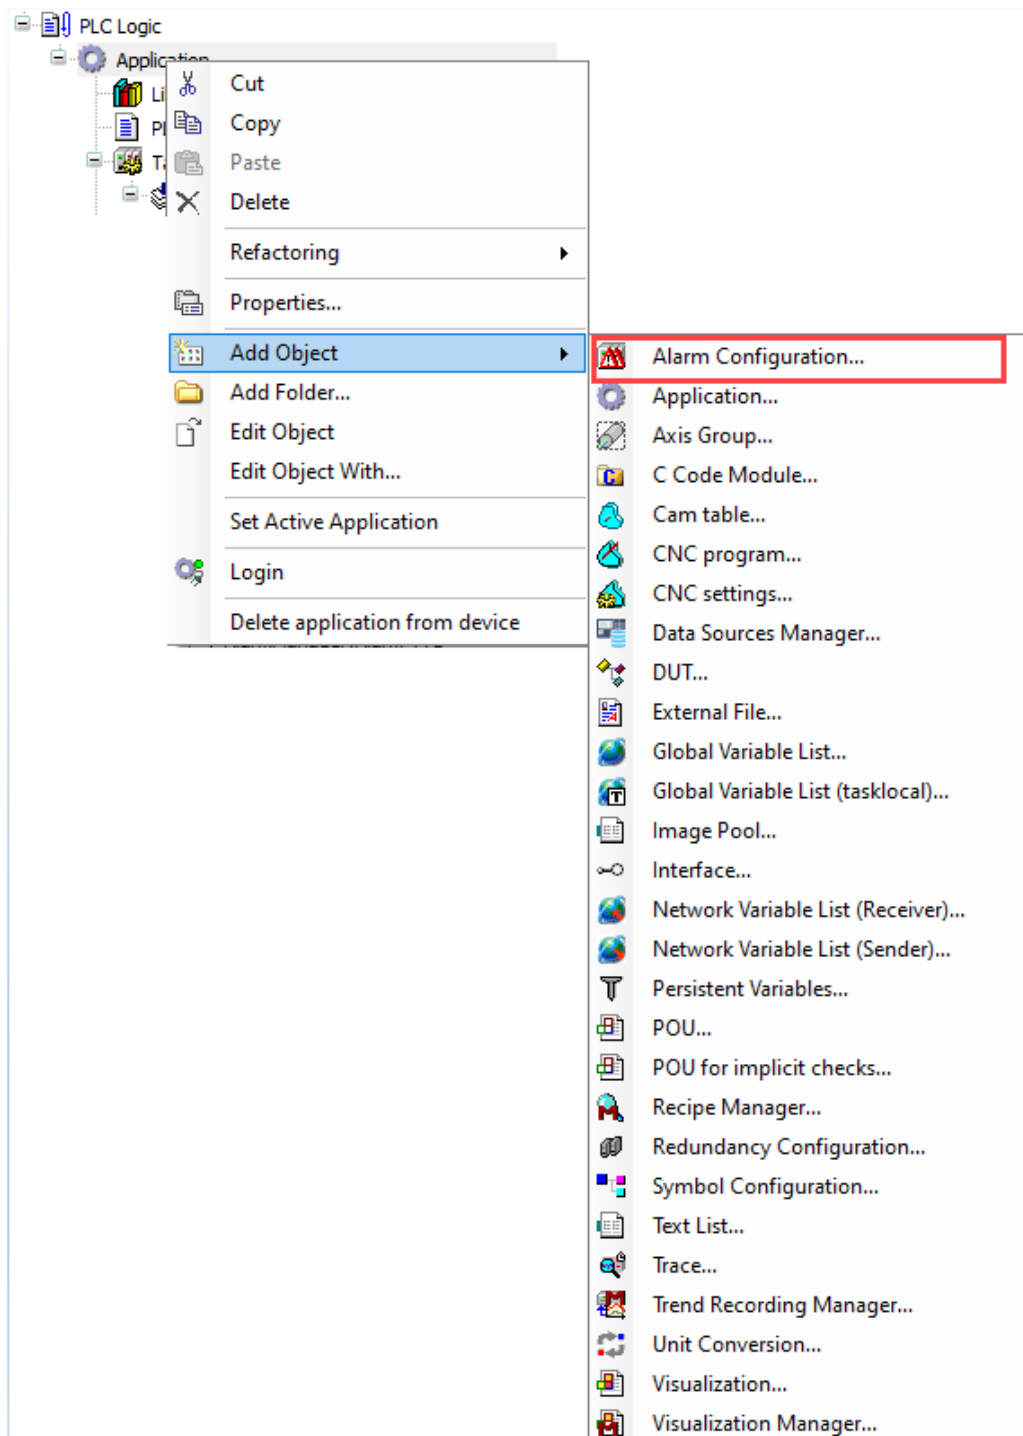 PLC Logic
Application
Li
Pl
Ta
Cut
Copy
Paste
Delete
Refactoring
Properties...
Add Object
Add Folder...
Edit Object
Edit Object With...
Set Active Application
Login
Delete application from device
Alarm Configuration...
Application...
Axis Group...
C Code Module...
Cam table...
CNC program...
CNC settings...
Data Sources Manager...
DUT...
External File...
Global Variable List...
Global Variable List (tasklocal)...
Image Pool...
Interface...
Network Variable List (Receiver)...
Network Variable List (Sender)...
Persistent Variables...
POU...
POU for implicit checks...
Recipe Manager...
Redundancy Configuration...
Symbol Configuration...
Text List...
Trace...
Trend Recording Manager...
Unit Conversion...
Visualization...
Visualization Manager...